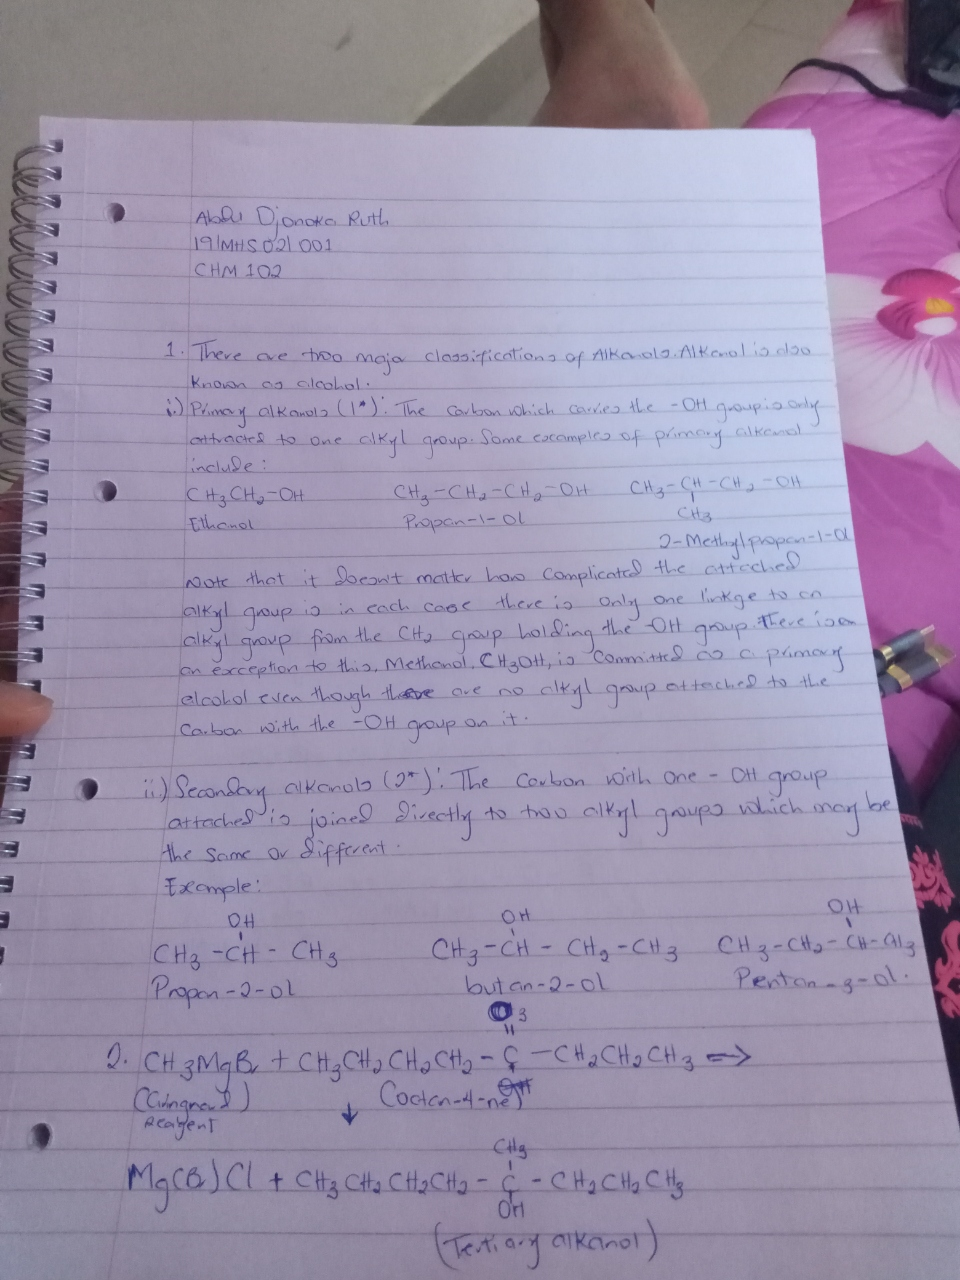 Abdu Djonoko Ruth
19/MHS02/001
CHM 102
1. There are two major classifications of Alkanols. Alkanol is also
known as alcohol.
i.) Primary alkanols (1*): The carbon which carries the -OH group is only
attracted to one alkyl group. Some examples of primary alkanol
include:
CH3CH2-OH CH3-CH2-CH2-OH CH3-CH-CH2-OH
CH3
Ethanol Propan-1-ol
2-Methylpropan-1-ol
Note that it doesn't matter how complicated the attached
alkyl group is in each case there is only one linkge to an
alkyl group from the CH2 group holding the -OH group. There is a
an exception to this, Methanol, CH3OH, is Committed as a primary
alcohol even though there are no alkyl group attached to the
carbon with the -OH group on it.
ii.) Secondary alkanols (2*): The carbon with one -OH group
attached is joined directly to two alkyl groups which may be
the same or different.
Example:
OH OH OH
CH3-CH-CH3 CH3-CH-CH2-CH3 CH3-CH2-CH-CH3
Propan-2-ol butan-2-ol Pentan-3-ol.
3
2. CH3MgBr + CH3CH2CH2CH2-C-CH2CH2CH3 =>
(Gringnard) (octan-4-ne)
Reagent ↓
CH3
Mg(Br)Cl + CH3CH2CH2CH2-C-CH2CH2CH3
OH
(Tertiary alkanol)